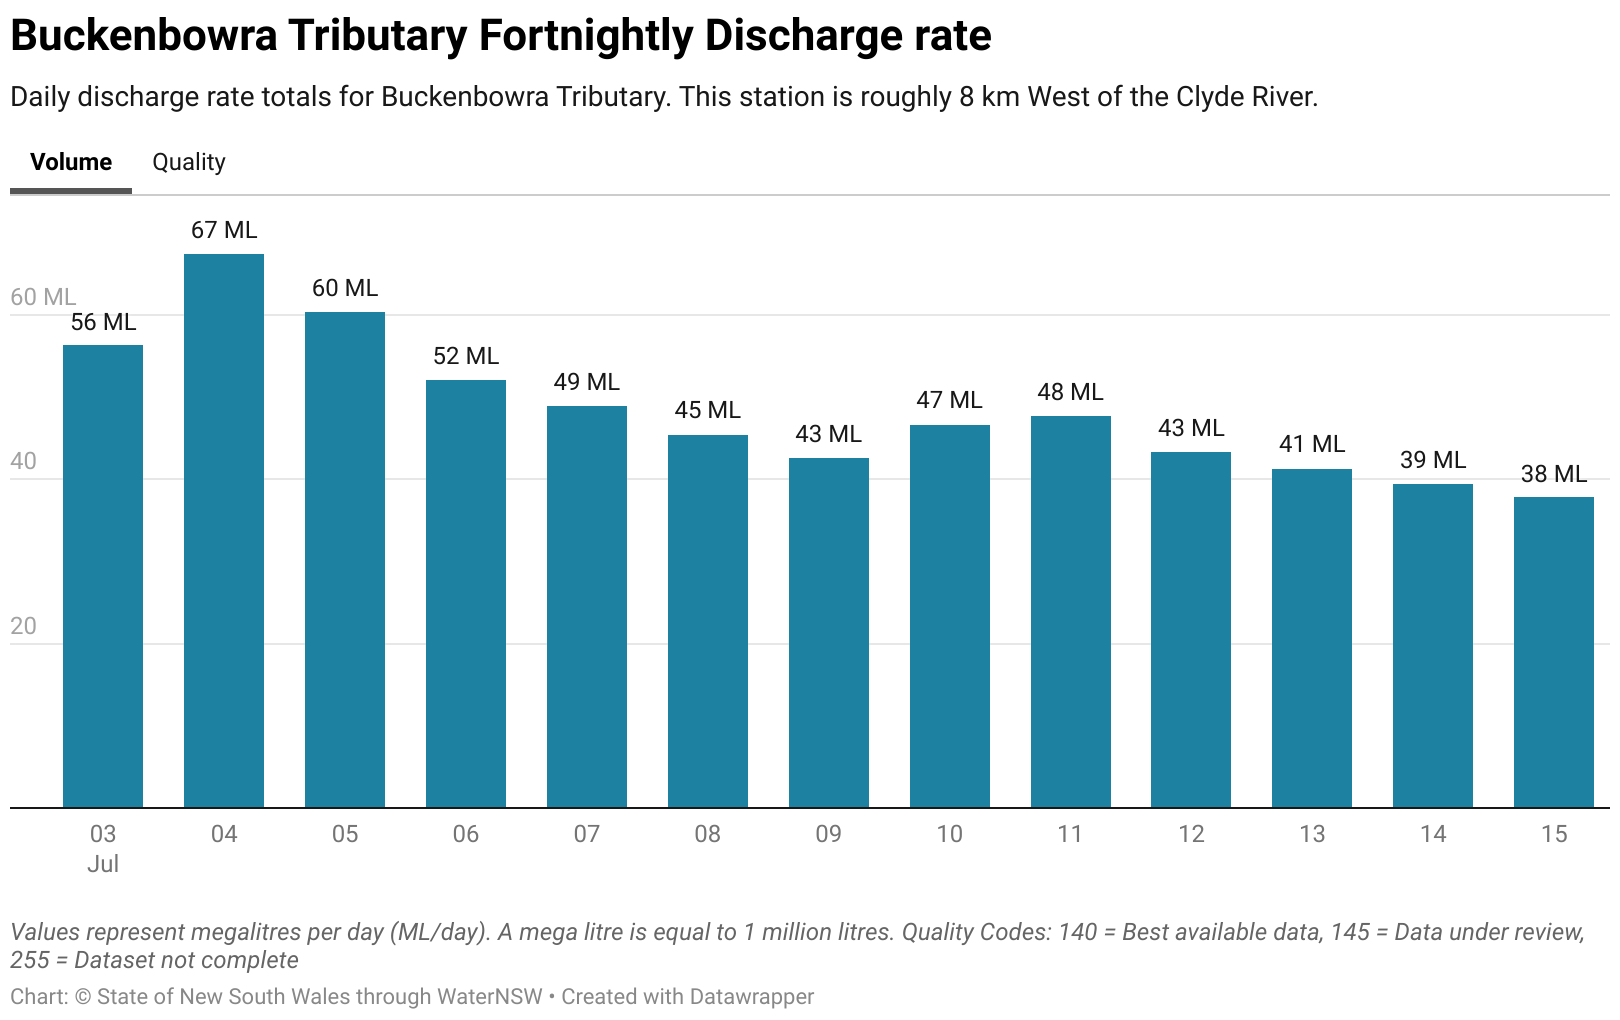 Buckenbowra Tributary Fortnightly Discharge rate
Daily discharge rate totals for Buckenbowra Tributary. This station is roughly 8 km West of the Clyde River.
Volume Quality
67 ML
60 ML
60 ML
56 ML
52 ML
49 ML
45 ML
43 ML
47 ML
48 ML
43 ML
41 ML
39 ML
38 ML
40
20
03 04 05 06 07 08 09 10 11 12 13 14 15
Jul
Values represent megalitres per day (ML/day). A mega litre is equal to 1 million litres. Quality Codes: 140 = Best available data, 145 = Data under review,
255 = Dataset not complete
Chart: © State of New South Wales through WaterNSW • Created with Datawrapper